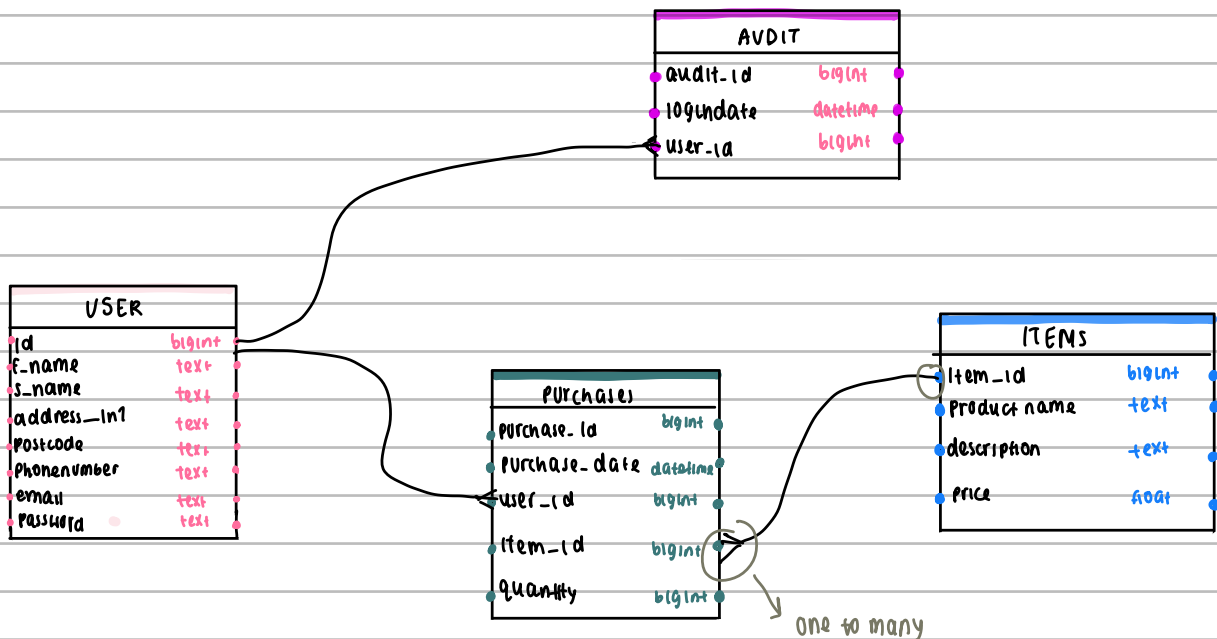 AUDIT
audit_id bigint
logindate datetime
user_id bigint
USER
id bigint
f_name text
s_name text
address_ln1 text
postcode text
phonenumber text
email text
password text
purchases
purchase_id bigint
purchase_date datetime
user_id bigint
item_id bigint
quantity bigint
ITEMS
item_id bigint
product name text
description text
price float
one to many